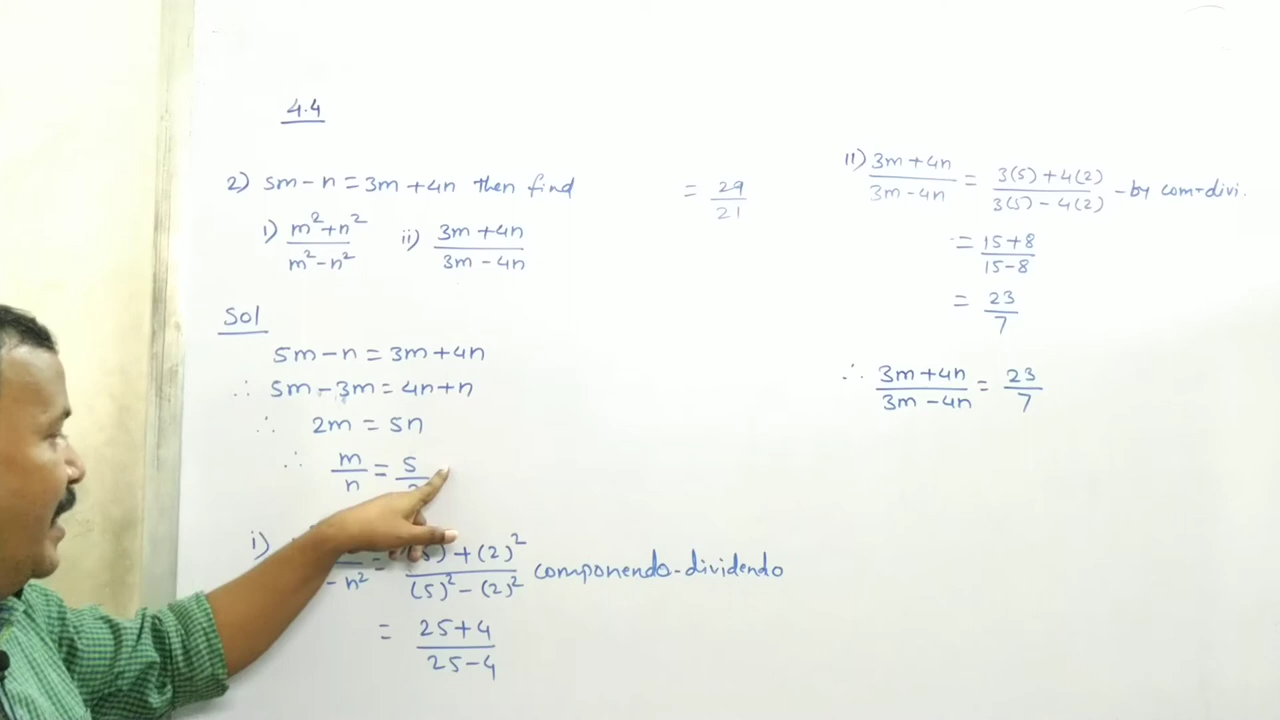 4.4
2) 5m - n = 3m + 4n then find
i) m²+n² / m²-n² ii) 3m + 4n / 3m - 4n
Sol
5m - n = 3m + 4n
∴ 5m - 3m = 4n + n
∴ 2m = 5n
∴ m/n = 5/
i) - n² = (5) + (2)² / (5)² - (2)² componendo-dividendo
= 25+4 / 25-4
= 29/21
11) 3m + 4n / 3m - 4n = 3(5) + 4(2) / 3(5) - 4(2) - by com-divi.
= 15+8 / 15-8
= 23/7
∴ 3m + 4n / 3m - 4n = 23/7